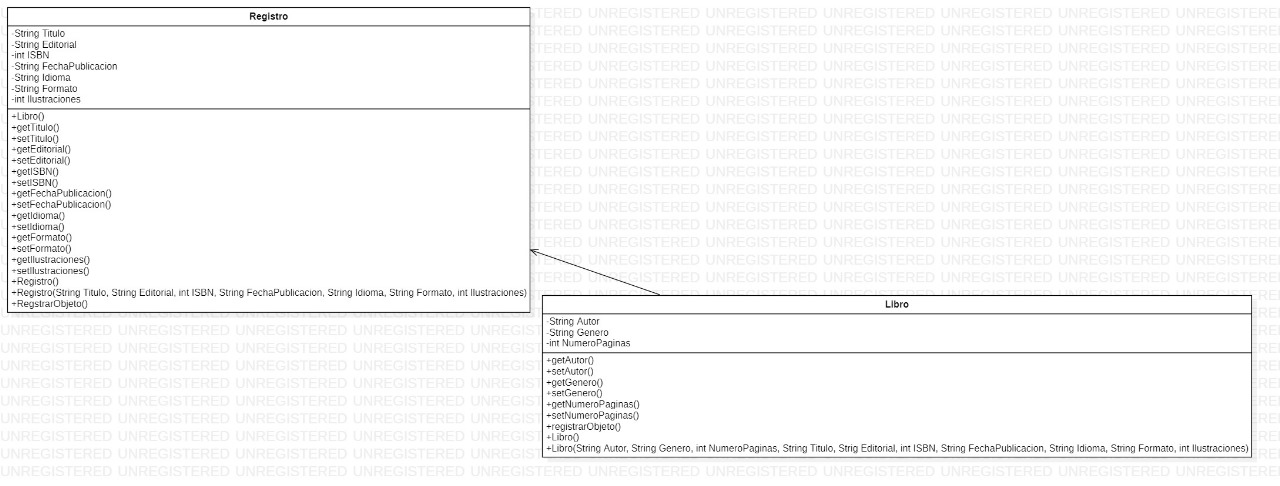 Registro
-String Titulo
-String Editorial
-int ISBN
-String FechaPublicacion
-String Idioma
-String Formato
-int Ilustraciones
+Libro()
+getTitulo()
+setTitulo()
+getEditorial()
+setEditorial()
+getISBN()
+setISBN()
+getFechaPublicacion()
+setFechaPublicacion()
+getIdioma()
+setIdioma()
+getFormato()
+setFormato()
+getIlustraciones()
+setIlustraciones()
+Registro()
+Registro(String Titulo, String Editorial, int ISBN, String FechaPublicacion, String Idioma, String Formato, int Ilustraciones)
+RegstrarObjeto()
Libro
-String Autor
-String Genero
-int NumeroPaginas
+getAutor()
+setAutor()
+getGenero()
+setGenero()
+getNumeroPaginas()
+setNumeroPaginas()
+registrarObjeto()
+Libro()
+Libro(String Autor, String Genero, int NumeroPaginas, String Titulo, Strig Editorial, int ISBN, String FechaPublicacion, String Idioma, String Formato, int Ilustraciones)
UNREGISTERED UNREGISTERED UNREGISTERED UNREGISTERED UNREGISTERED UNREGISTERED